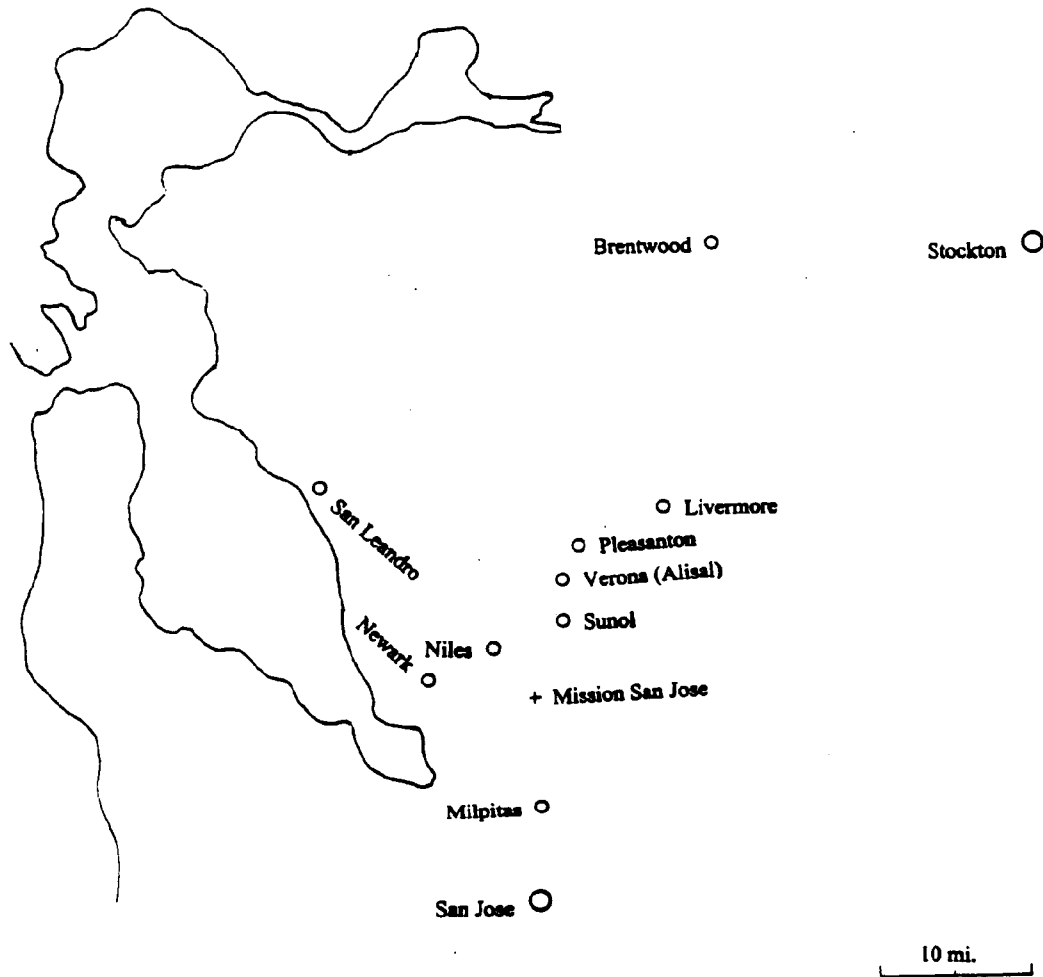 Brentwood
Stockton
San Leandro
Livermore
Pleasanton
Verona (Alisal)
Sunol
Newark
Niles
+ Mission San Jose
Milpitas
San Jose
10 mi.